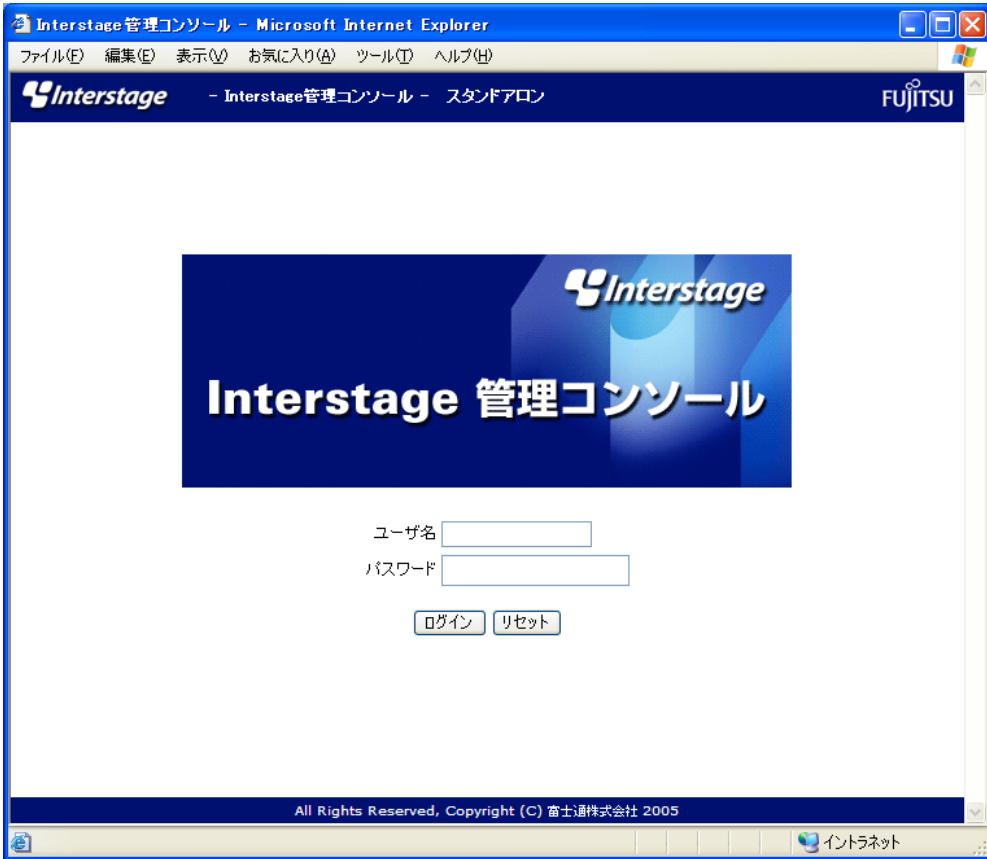 Interstage管理コンソール - Microsoft Internet Explorer
ファイル(F) 編集(E) 表示(V) お気に入り(A) ツール(T) ヘルプ(H)
Interstage - Interstage管理コンソール - スタンドアロン FUJITSU
Interstage
Interstage 管理コンソール
ユーザ名
パスワード
ログイン リセット
All Rights Reserved, Copyright (C) 富士通株式会社 2005
イントラネット